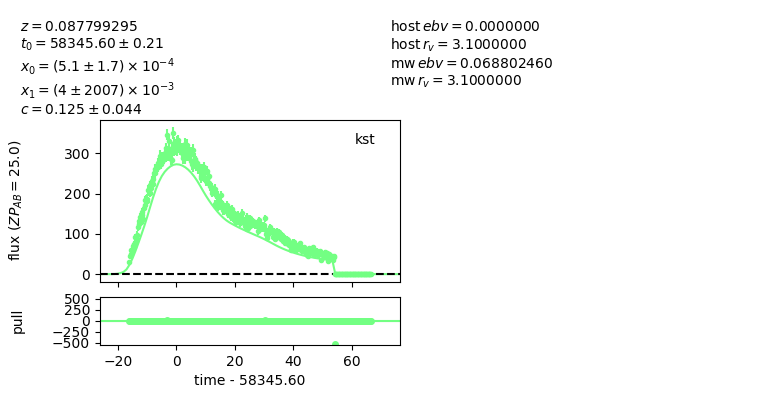 z = 0.087799295
t₀ = 58345.60 ± 0.21
x₀ = (5.1 ± 1.7) × 10⁻⁴
x₁ = (4 ± 2007) × 10⁻³
c = 0.125 ± 0.044
host ebv = 0.0000000
host r_v = 3.1000000
mw ebv = 0.068802460
mw r_v = 3.1000000
kst
flux (ZP_AB = 25.0)
300
200
100
0
pull
500
250
0
−250
−500
−20 0 20 40 60
time - 58345.60